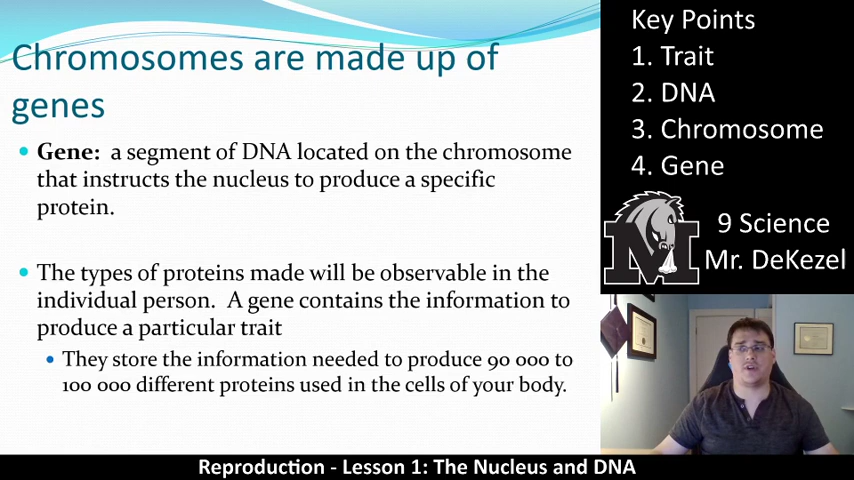 Chromosomes are made up of
genes
Gene: a segment of DNA located on the chromosome
that instructs the nucleus to produce a specific
protein.
The types of proteins made will be observable in the
individual person. A gene contains the information to
produce a particular trait
They store the information needed to produce 90 000 to
100 000 different proteins used in the cells of your body.
Key Points
1. Trait
2. DNA
3. Chromosome
4. Gene
M
9 Science
Mr. DeKezel
Reproduction - Lesson 1: The Nucleus and DNA